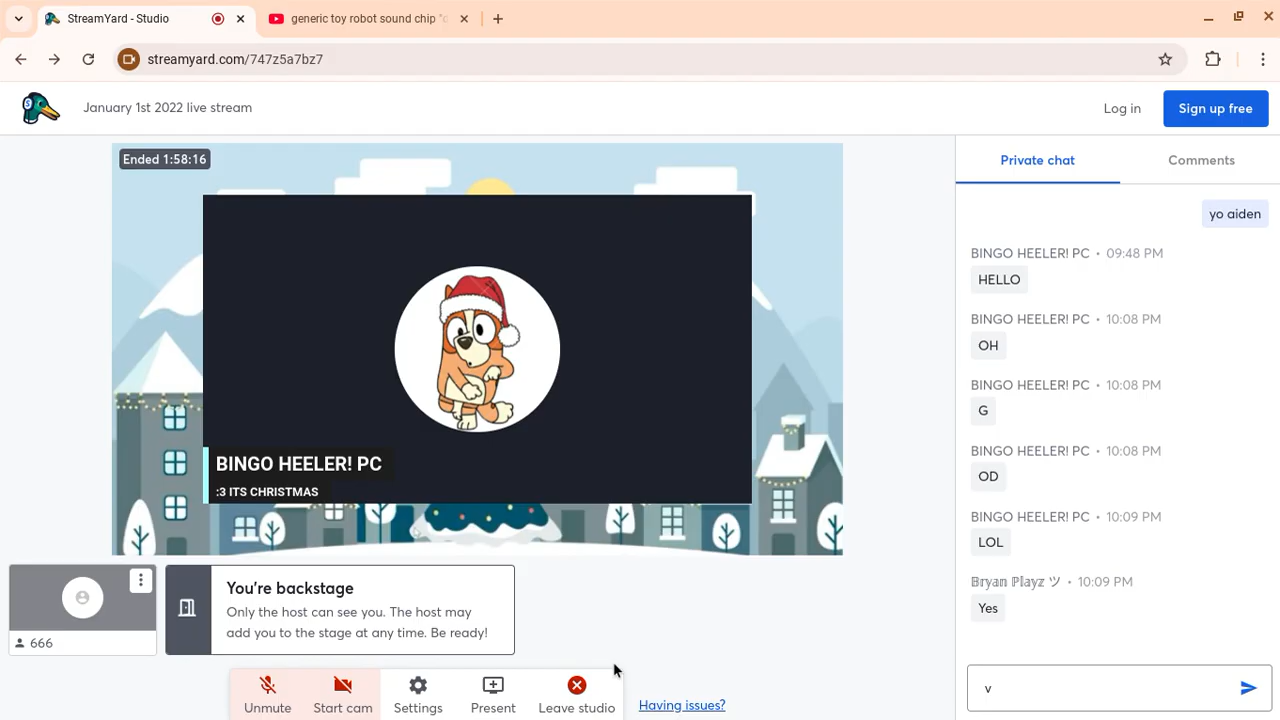 StreamYard - Studio
generic toy robot sound chip "c
streamyard.com/747z5a7bz7
January 1st 2022 live stream
Log in
Sign up free
Ended 1:58:16
BINGO HEELER! PC
:3 ITS CHRISTMAS
666
You're backstage
Only the host can see you. The host may
add you to the stage at any time. Be ready!
Unmute
Start cam
Settings
Present
Leave studio
Having issues?
Private chat
Comments
yo aiden
BINGO HEELER! PC • 09:48 PM
HELLO
BINGO HEELER! PC • 10:08 PM
OH
BINGO HEELER! PC • 10:08 PM
G
BINGO HEELER! PC • 10:08 PM
OD
BINGO HEELER! PC • 10:09 PM
LOL
𝔹𝕣𝕪𝕒𝕟 ℙ𝕝𝕒𝕪𝕫 ツ • 10:09 PM
Yes
v